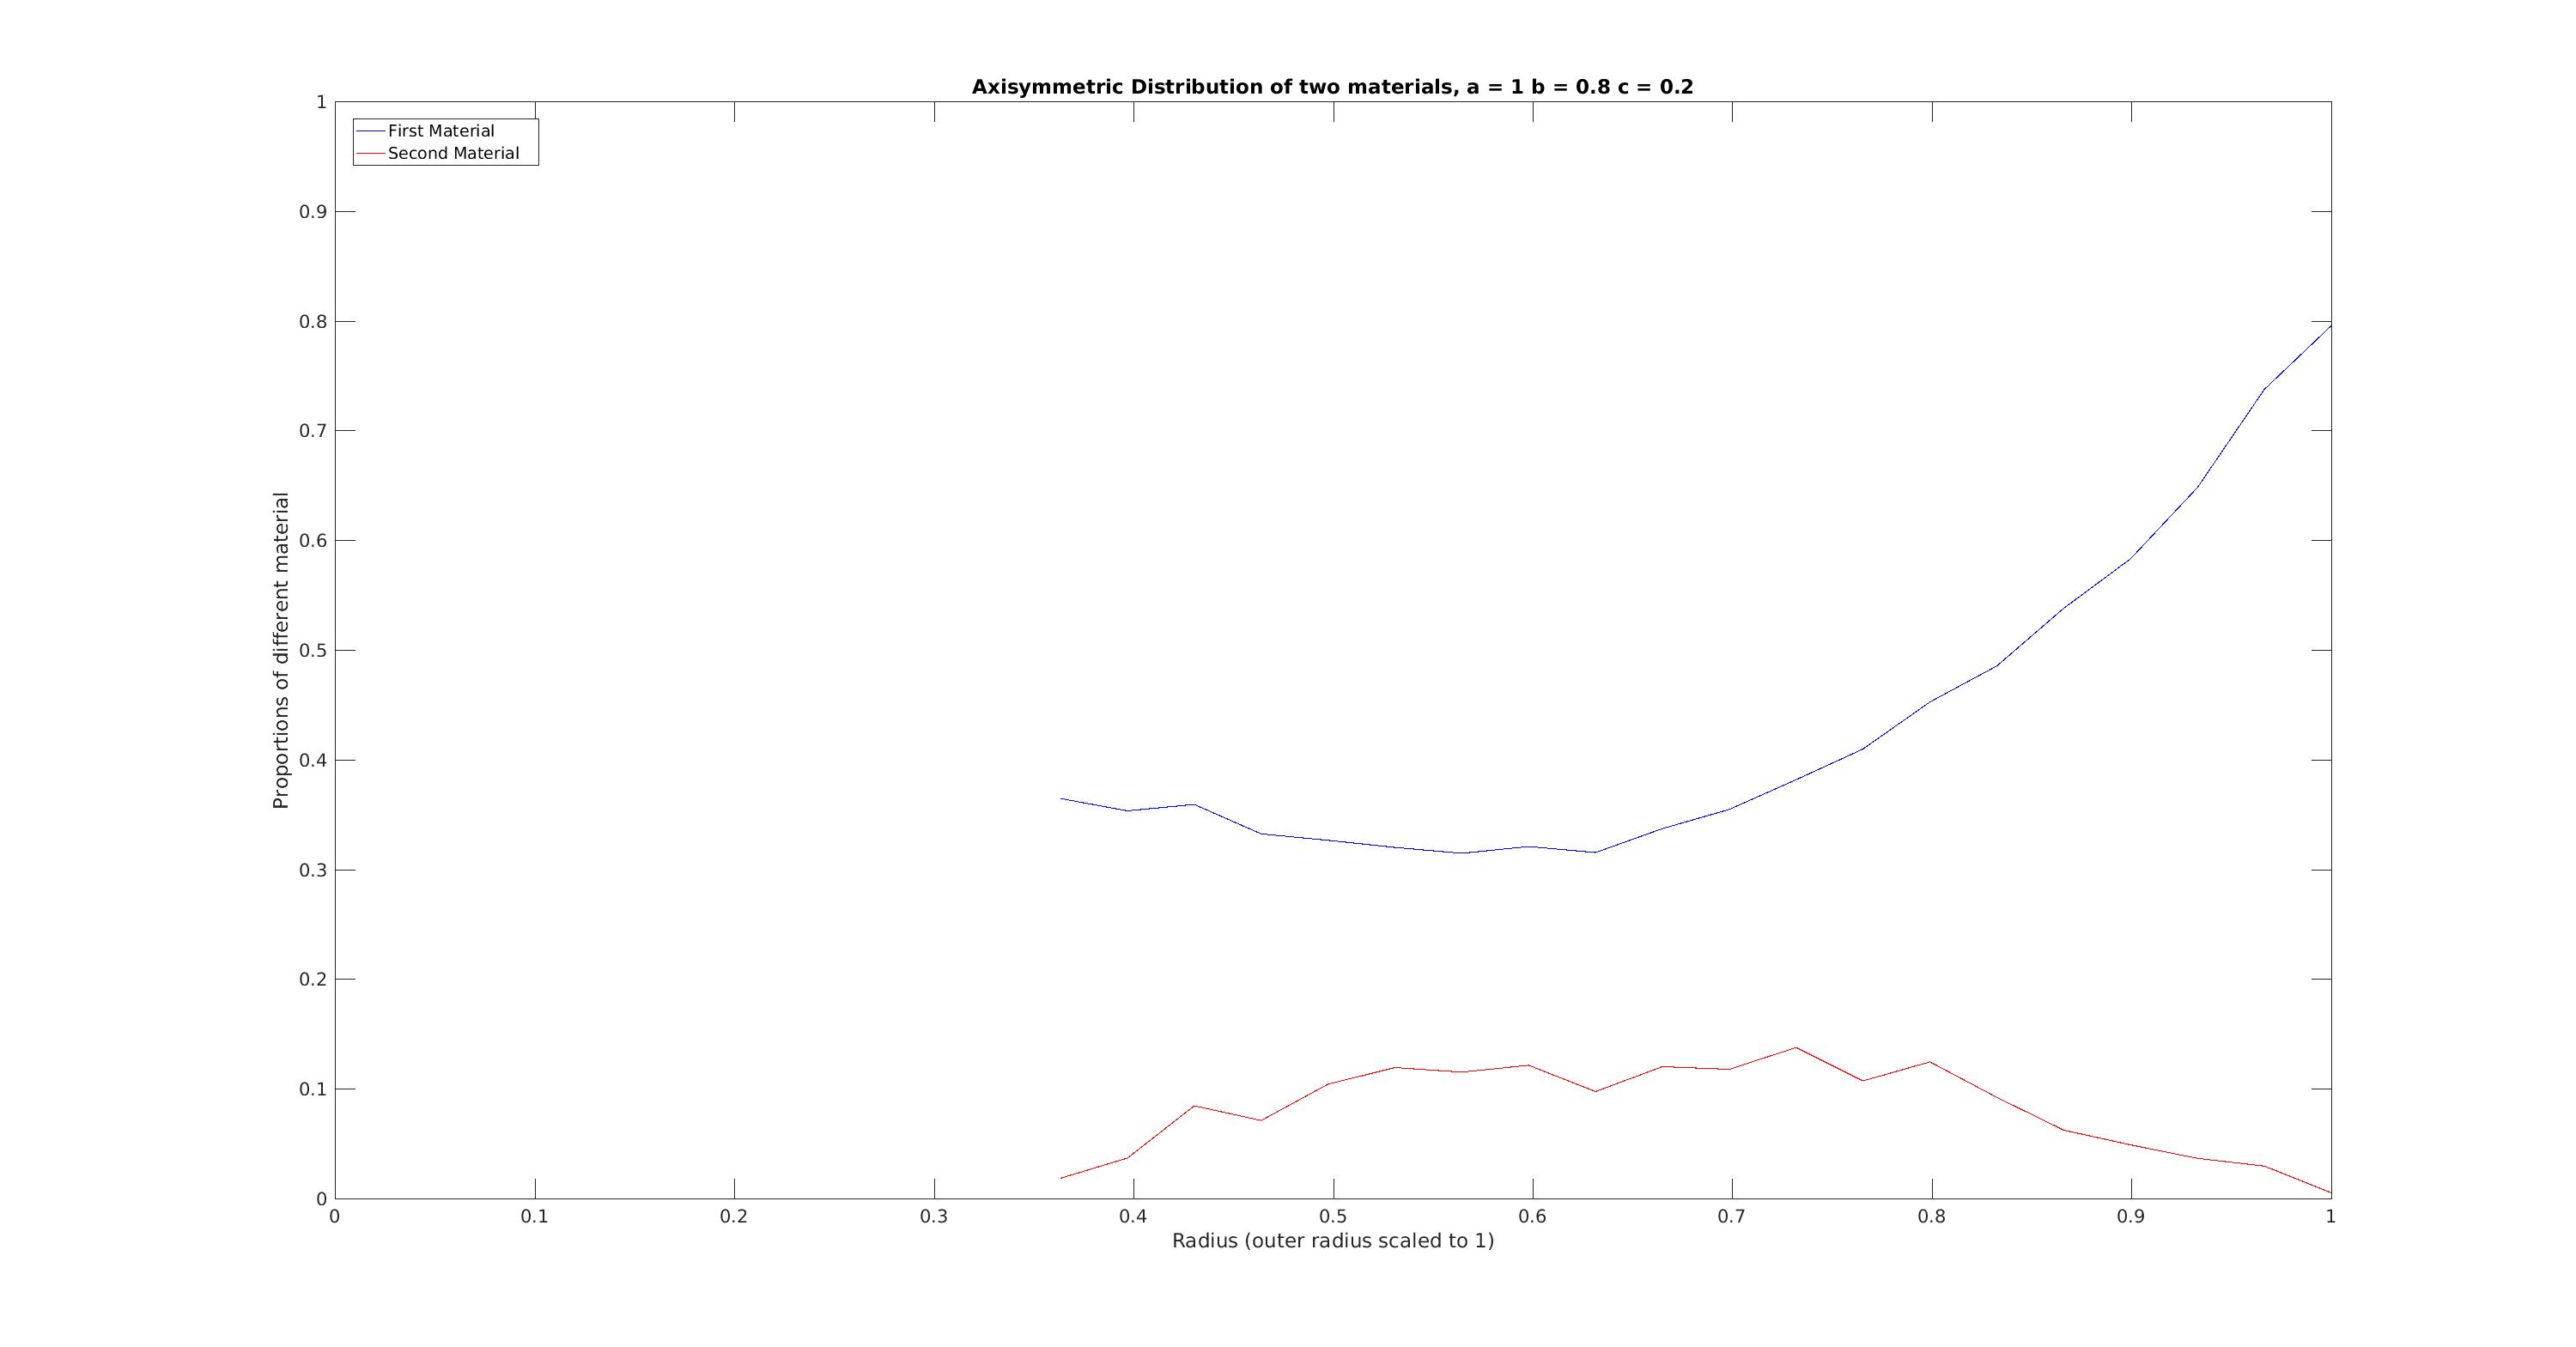 Axisymmetric Distribution of two materials, a = 1 b = 0.8 c = 0.2
First Material
Second Material
1
0.9
0.8
0.7
0.6
0.5
0.4
0.3
0.2
0.1
0
Proportions of different material
0 0.1 0.2 0.3 0.4 0.5 0.6 0.7 0.8 0.9 1
Radius (outer radius scaled to 1)